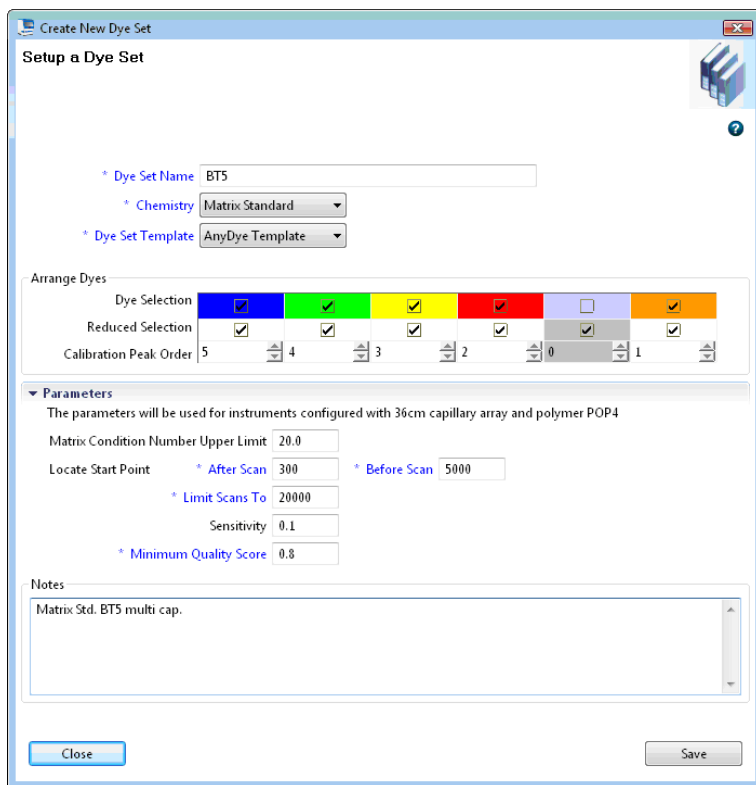 Create New Dye Set
Setup a Dye Set
?
* Dye Set Name BT5
* Chemistry Matrix Standard
* Dye Set Template AnyDye Template
Arrange Dyes
Dye Selection
Reduced Selection
Calibration Peak Order 5 4 3 2 0 1
Parameters
The parameters will be used for instruments configured with 36cm capillary array and polymer POP4
Matrix Condition Number Upper Limit 20.0
Locate Start Point * After Scan 300 * Before Scan 5000
* Limit Scans To 20000
Sensitivity 0.1
* Minimum Quality Score 0.8
Notes
Matrix Std. BT5 multi cap.
Close Save